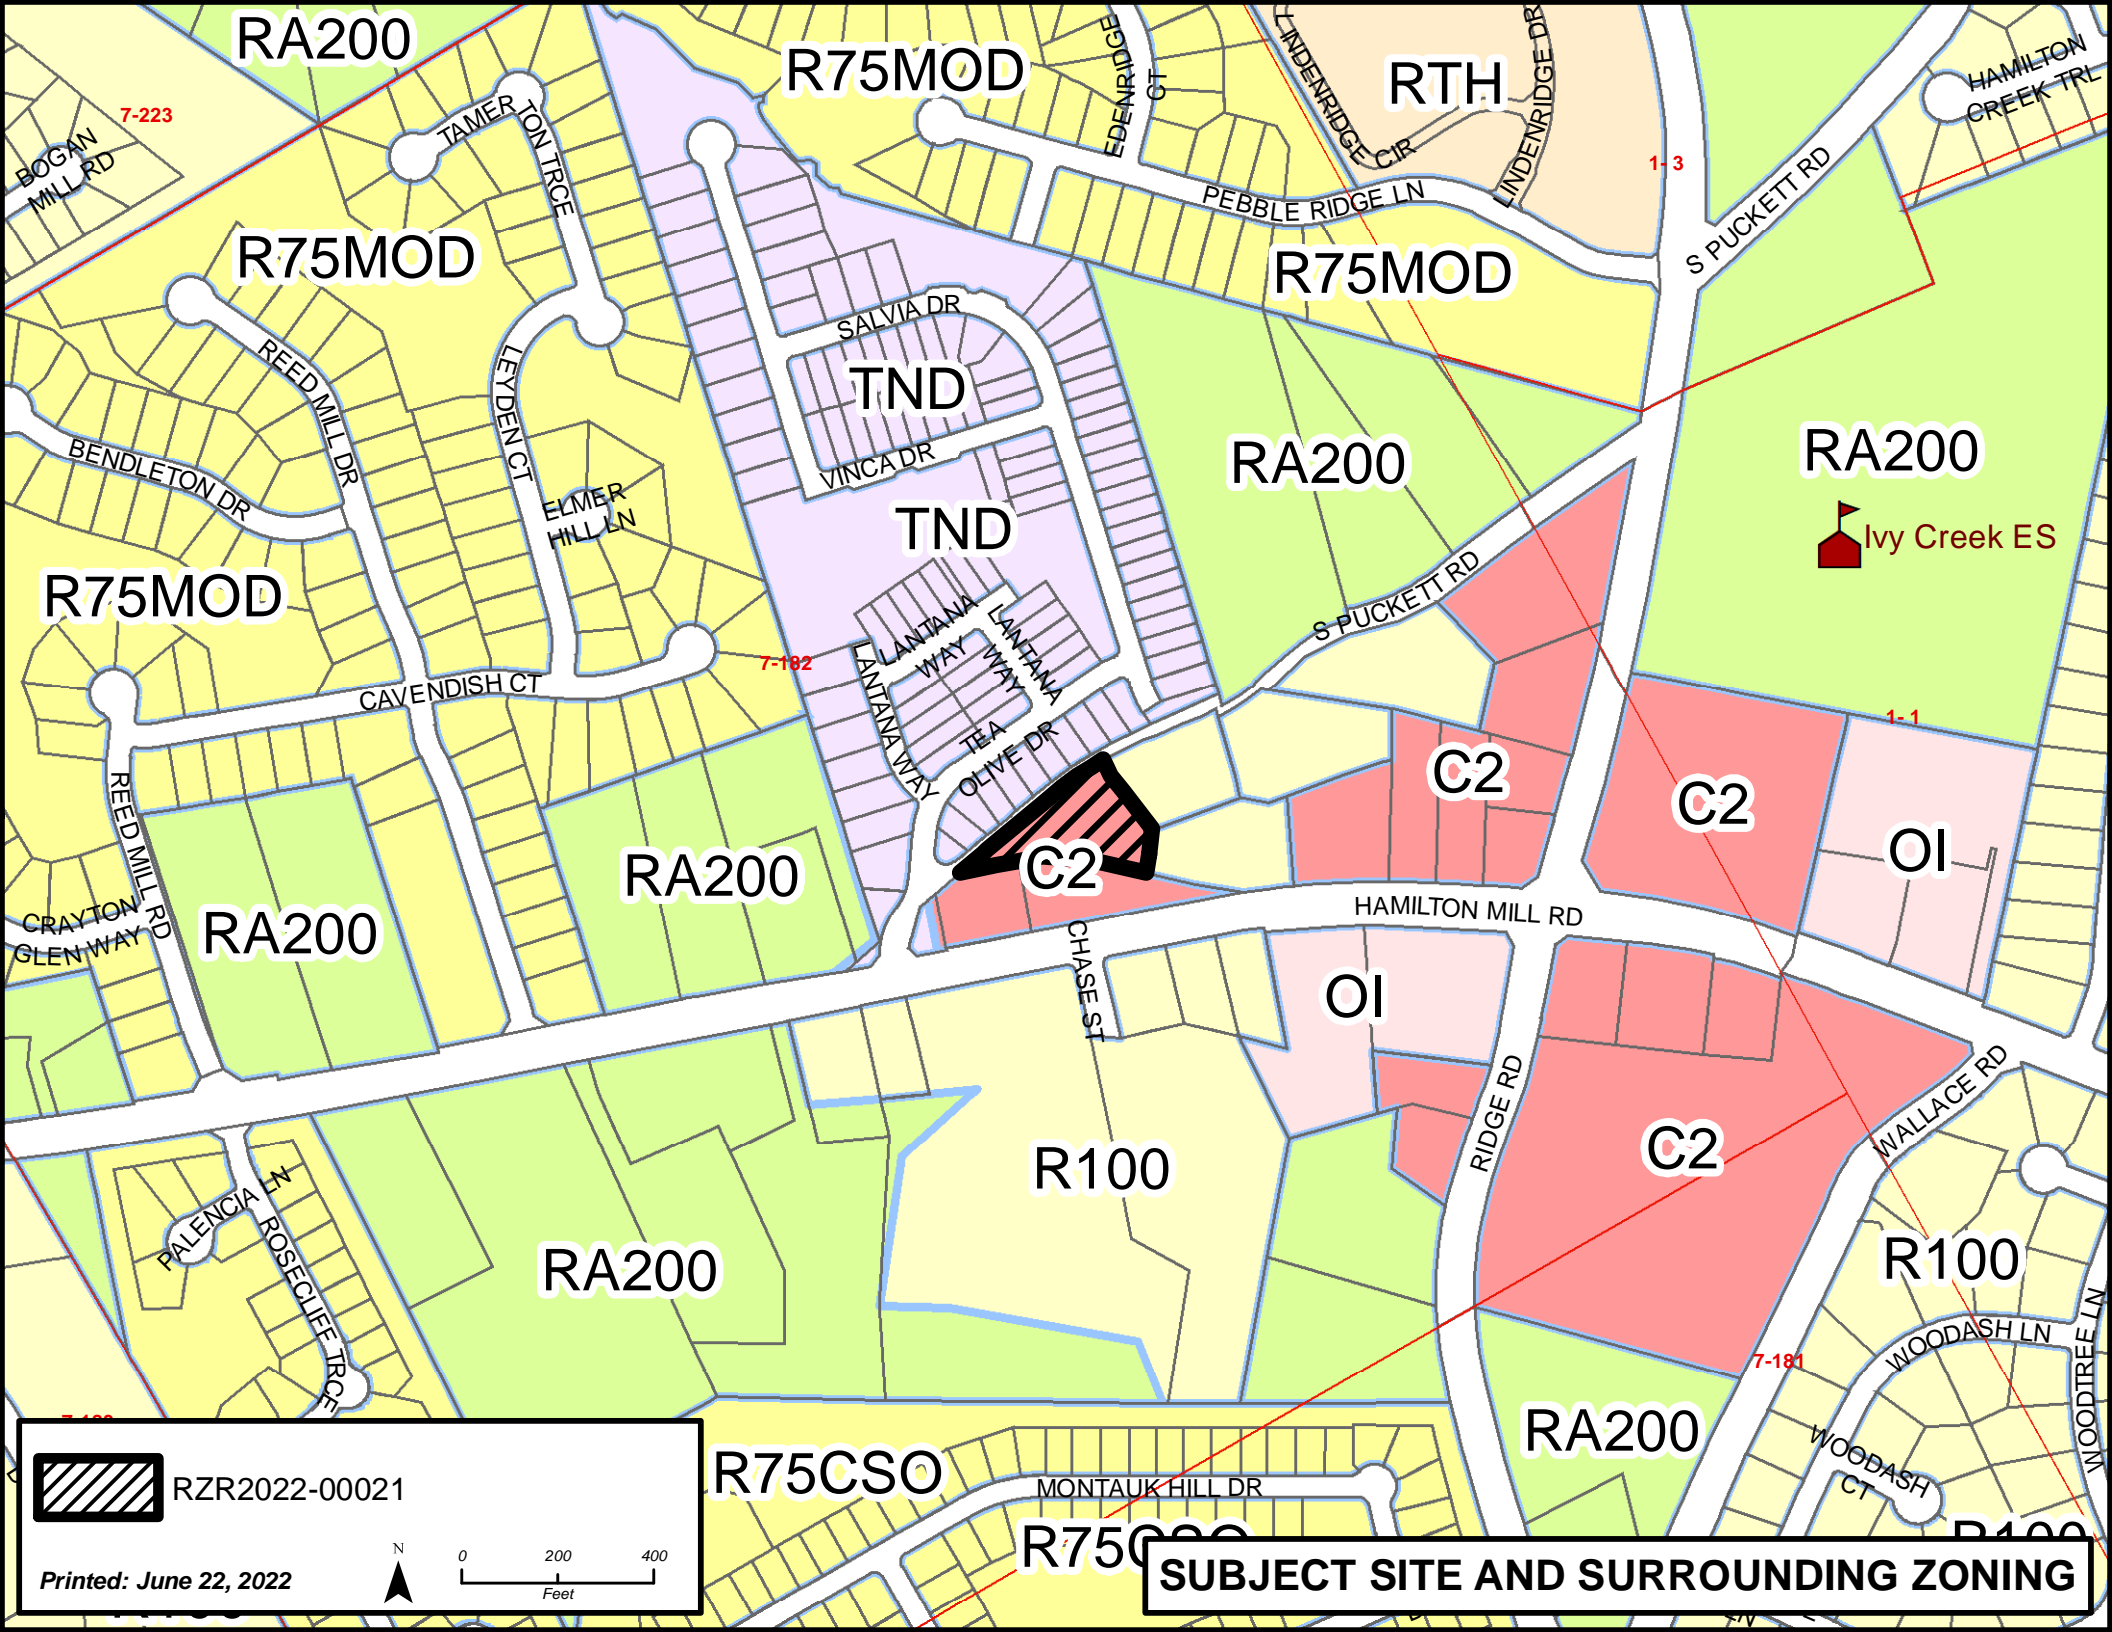 RA200
R75MOD
EDENRIDGE
CT
LINDENRIDGE CIR
RTH
LINDENRIDGE DR
HAMILTON
CREEK TRL
7-223
TAMERTON TRCE
BOGAN
MILL RD
1- 3
S PUCKETT RD
PEBBLE RIDGE LN
R75MOD
R75MOD
SALVIA DR
REED MILL DR
LEYDEN CT
TND
VINCA DR
RA200
RA200
BENDLETON DR
ELMER
HILL LN
TND
Ivy Creek ES
S PUCKETT RD
R75MOD
LANTANA
WAY
LANTANA
WAY
LANTANA WAY
7-182
CAVENDISH CT
TEA
OLIVE DR
1- 1
C2
C2
REED MILL RD
RA200
C2
OI
CRAYTON
GLEN WAY
RA200
HAMILTON MILL RD
CHASE ST
OI
RIDGE RD
WALLACE RD
R100
C2
PALENCIA LN
ROSECLIFF TRCE
RA200
R100
WOODASH LN
WOODTREE LN
7-181
RA200
R75CSO
MONTAUK HILL DR
WOODASH
CT
R75CSO
R100
RZR2022-00021
N
0 200 400
Feet
Printed: June 22, 2022
SUBJECT SITE AND SURROUNDING ZONING